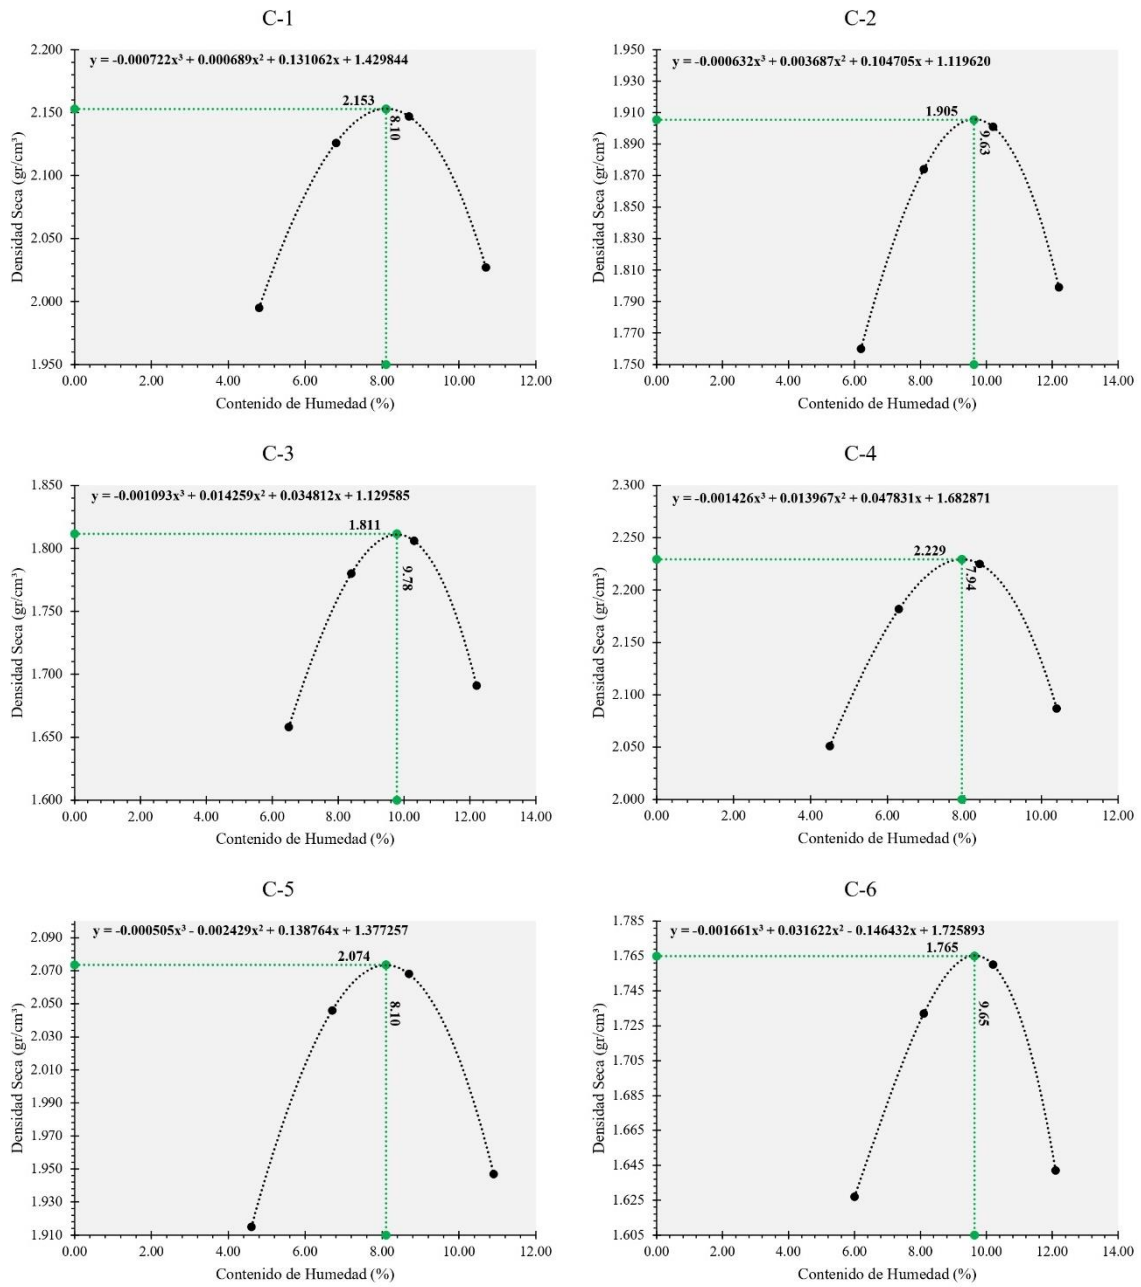 C-1
y = -0.000722x³ + 0.000689x² + 0.131062x + 1.429844
2.153
8.10
Densidad Seca (gr/cm³)
2.200
2.150
2.100
2.050
2.000
1.950
0.00 2.00 4.00 6.00 8.00 10.00 12.00
Contenido de Humedad (%)
C-2
y = -0.000632x³ + 0.003687x² + 0.104705x + 1.119620
1.905
9.63
Densidad Seca (gr/cm³)
1.950
1.930
1.910
1.890
1.870
1.850
1.830
1.810
1.790
1.770
1.750
0.00 2.00 4.00 6.00 8.00 10.00 12.00 14.00
Contenido de Humedad (%)
C-3
y = -0.001093x³ + 0.014259x² + 0.034812x + 1.129585
1.811
9.78
Densidad Seca (gr/cm³)
1.850
1.800
1.750
1.700
1.650
1.600
0.00 2.00 4.00 6.00 8.00 10.00 12.00 14.00
Contenido de Humedad (%)
C-4
y = -0.001426x³ + 0.013967x² + 0.047831x + 1.682871
2.229
7.94
Densidad Seca (gr/cm³)
2.300
2.250
2.200
2.150
2.100
2.050
2.000
0.00 2.00 4.00 6.00 8.00 10.00 12.00
Contenido de Humedad (%)
C-5
y = -0.000505x³ - 0.002429x² + 0.138764x + 1.377257
2.074
8.10
Densidad Seca (gr/cm³)
2.090
2.070
2.050
2.030
2.010
1.990
1.970
1.950
1.930
1.910
0.00 2.00 4.00 6.00 8.00 10.00 12.00
Contenido de Humedad (%)
C-6
y = -0.001661x³ + 0.031622x² - 0.146432x + 1.725893
1.765
9.65
Densidad Seca (gr/cm³)
1.785
1.765
1.745
1.725
1.705
1.685
1.665
1.645
1.625
1.605
0.00 2.00 4.00 6.00 8.00 10.00 12.00 14.00
Contenido de Humedad (%)